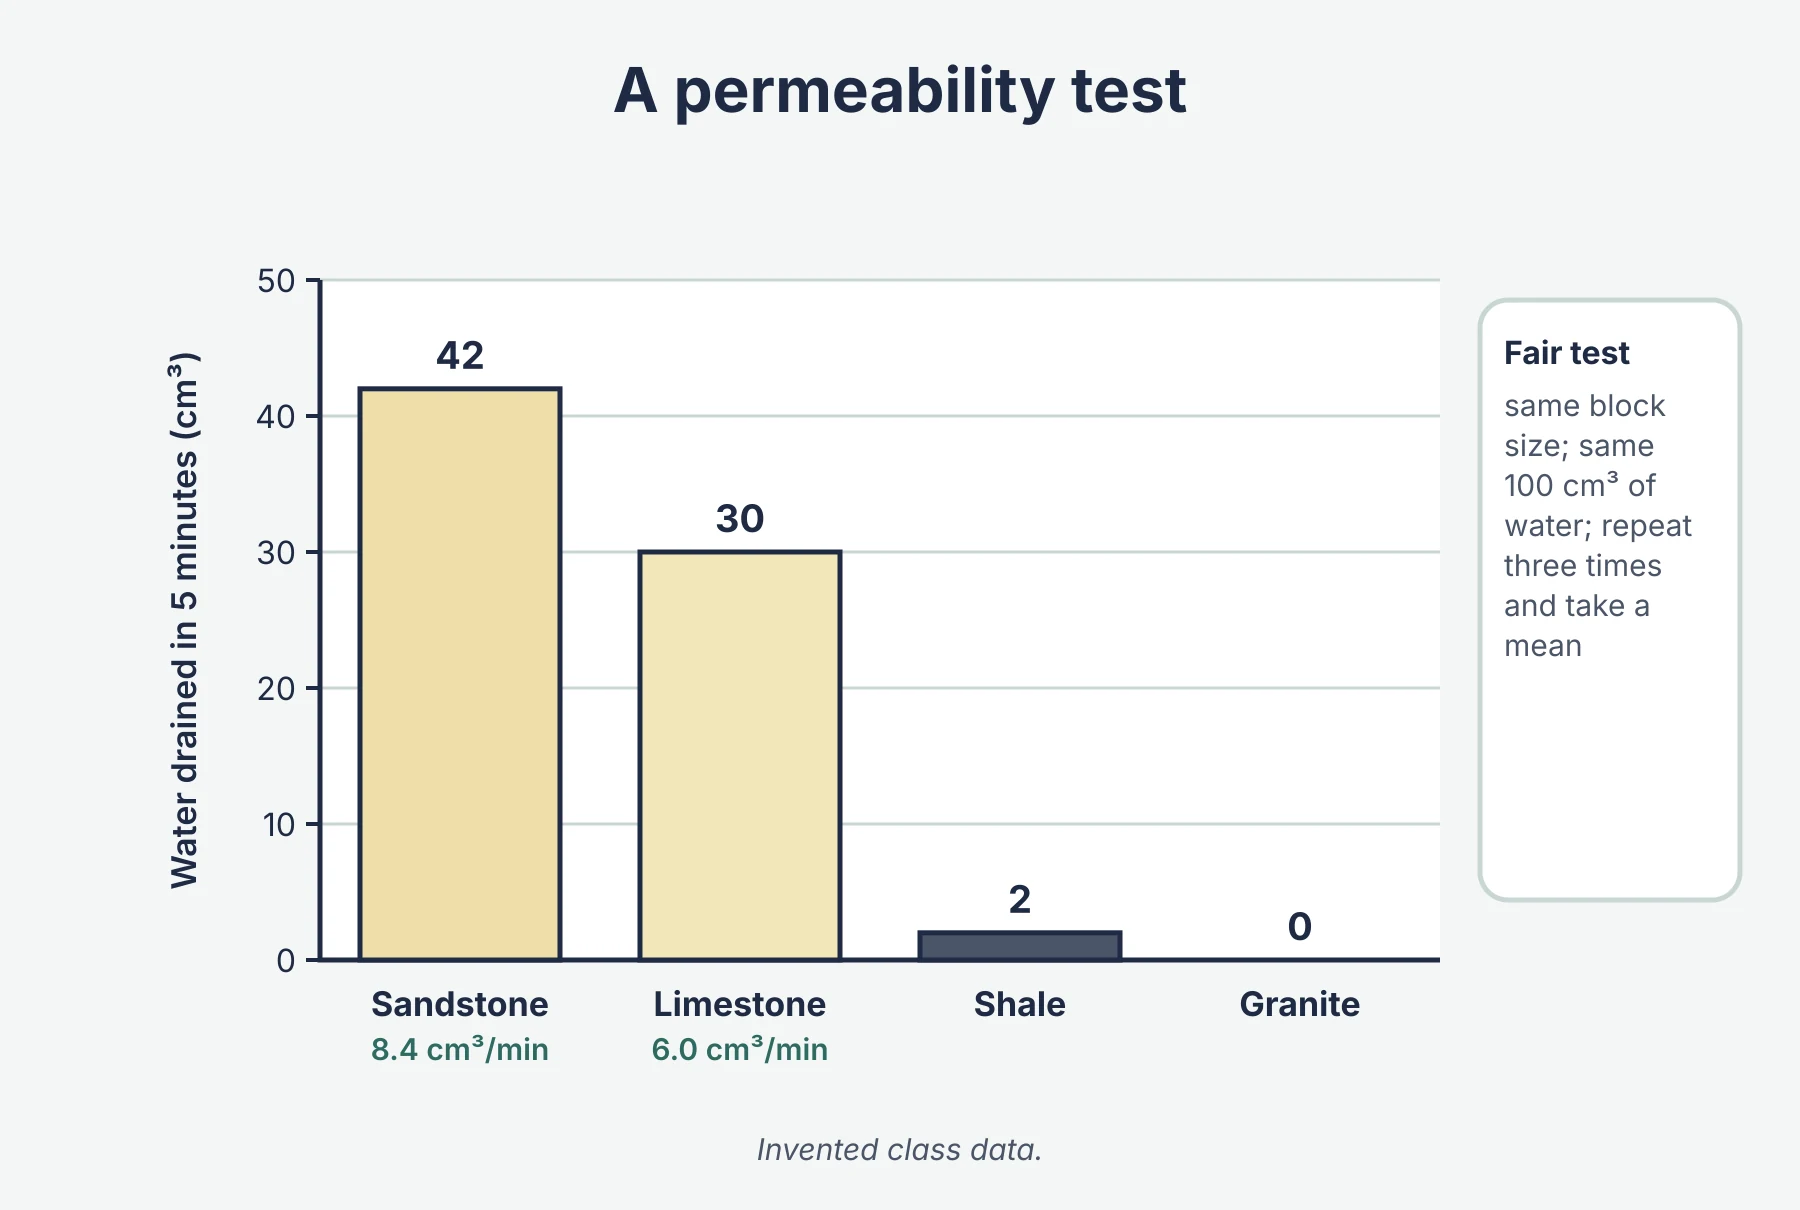 A permeability test
Water drained in 5 minutes (cm³)
50
40
30
20
10
0
42
30
2
0
Sandstone
8.4 cm³/min
Limestone
6.0 cm³/min
Shale
Granite
Fair test
same block
size; same
100 cm³ of
water; repeat
three times
and take a
mean
Invented class data.